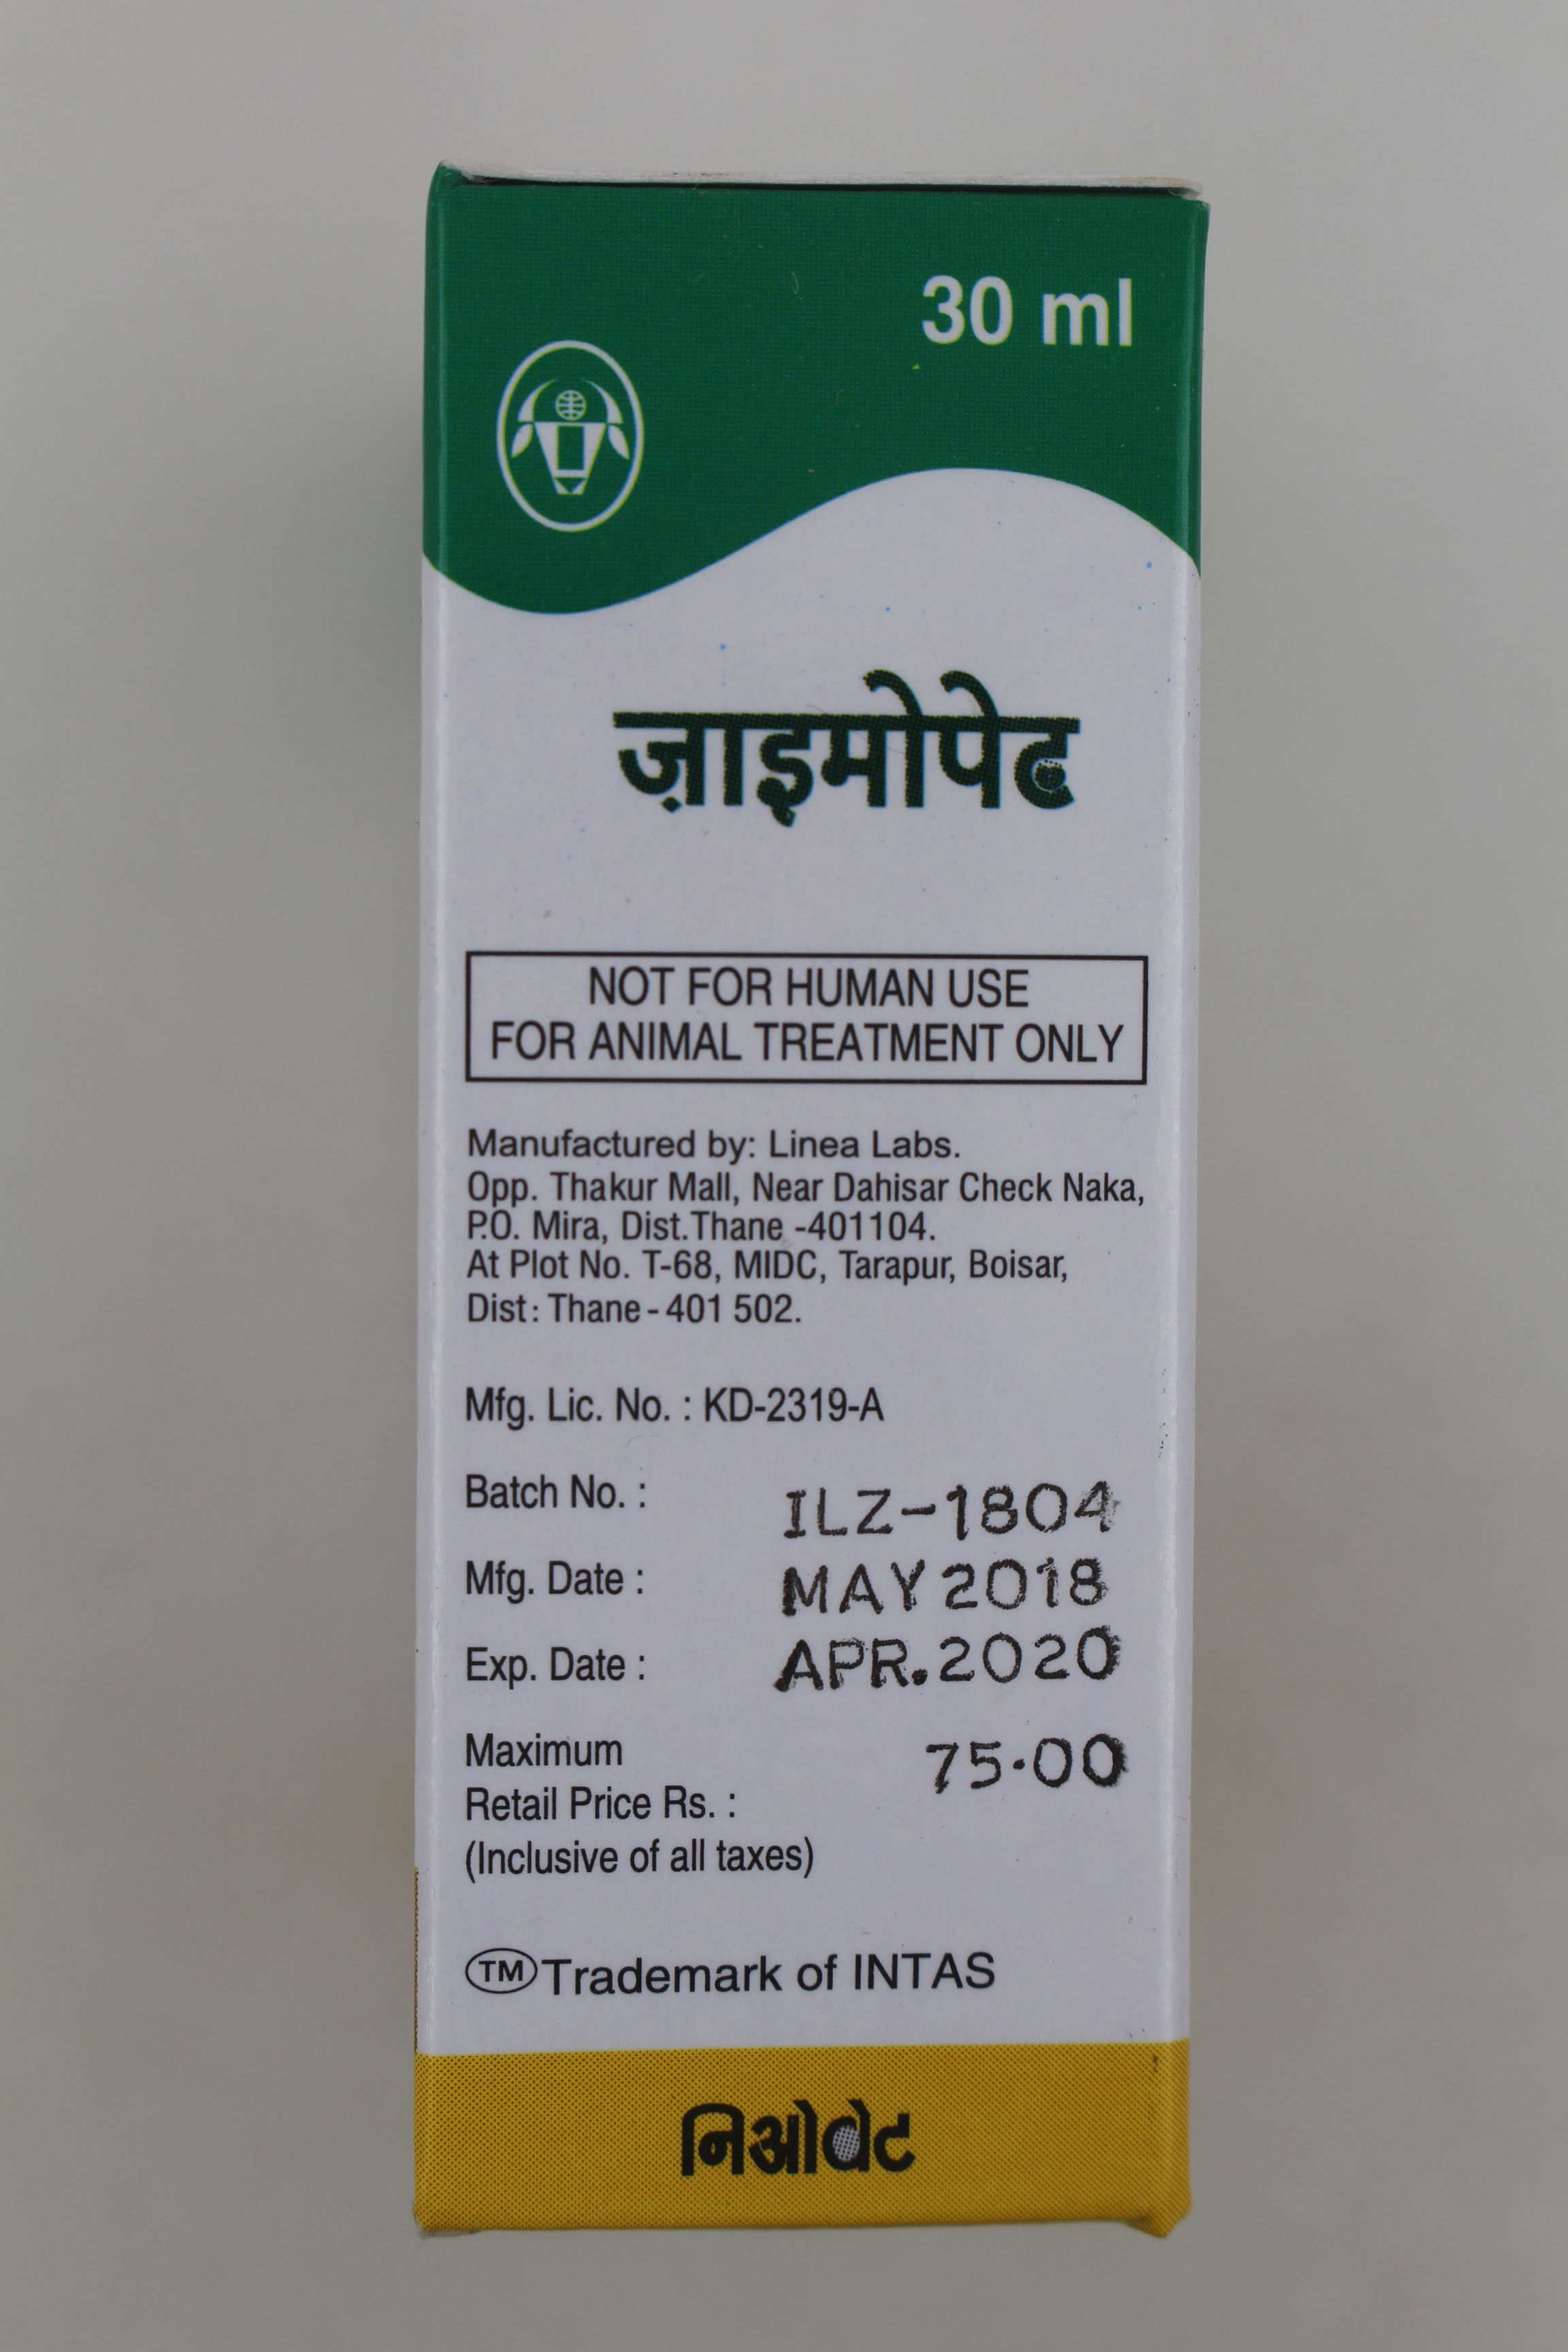 30 ml
ज़ाइमोपेट
NOT FOR HUMAN USE
FOR ANIMAL TREATMENT ONLY
Manufactured by: Linea Labs.
Opp. Thakur Mall, Near Dahisar Check Naka,
P.O. Mira, Dist.Thane -401104.
At Plot No. T-68, MIDC, Tarapur, Boisar,
Dist: Thane - 401 502.
Mfg. Lic. No. : KD-2319-A
Batch No. : ILZ-1804
Mfg. Date : MAY 2018
Exp. Date : APR.2020
Maximum 75.00
Retail Price Rs. :
(Inclusive of all taxes)
TM Trademark of INTAS
निओवेट